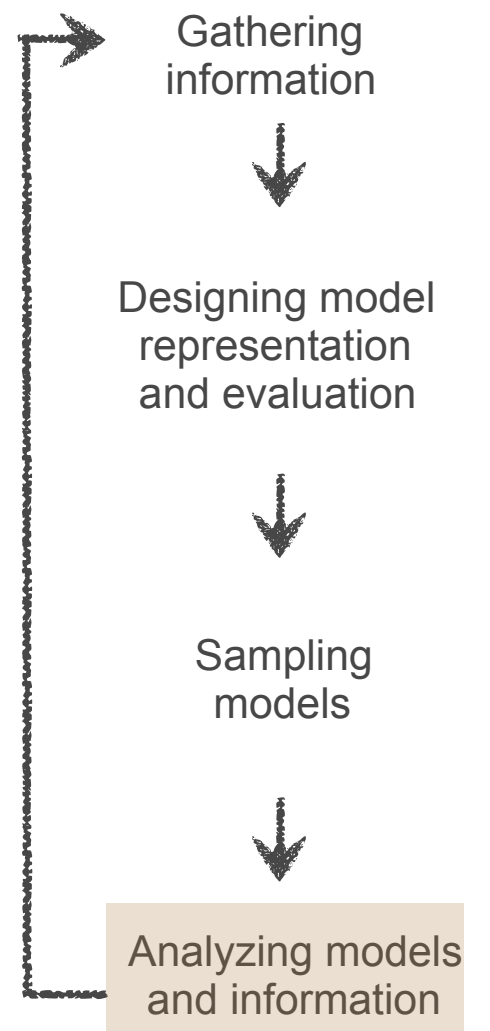 Gathering
information
Designing model
representation
and evaluation
Sampling
models
Analyzing models
and information